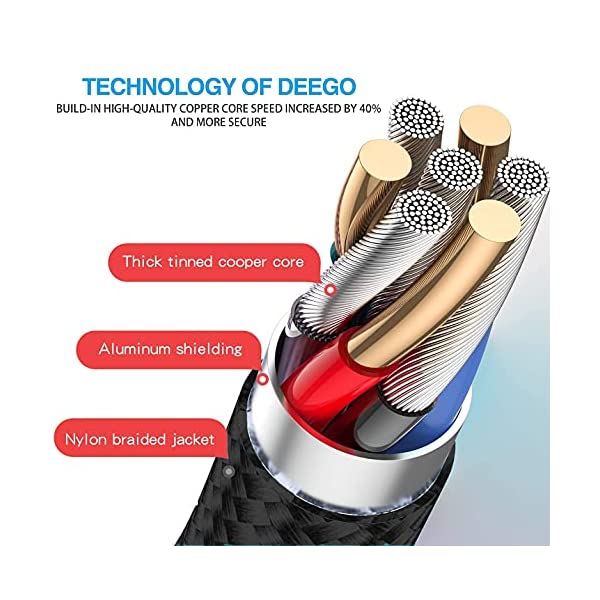 TECHNOLOGY OF DEEGO
BUILD-IN HIGH-QUALITY COPPER CORE SPEED INCREASED BY 40%
AND MORE SECURE
Thick tinned cooper core
Aluminum shielding
Nylon braided jacket